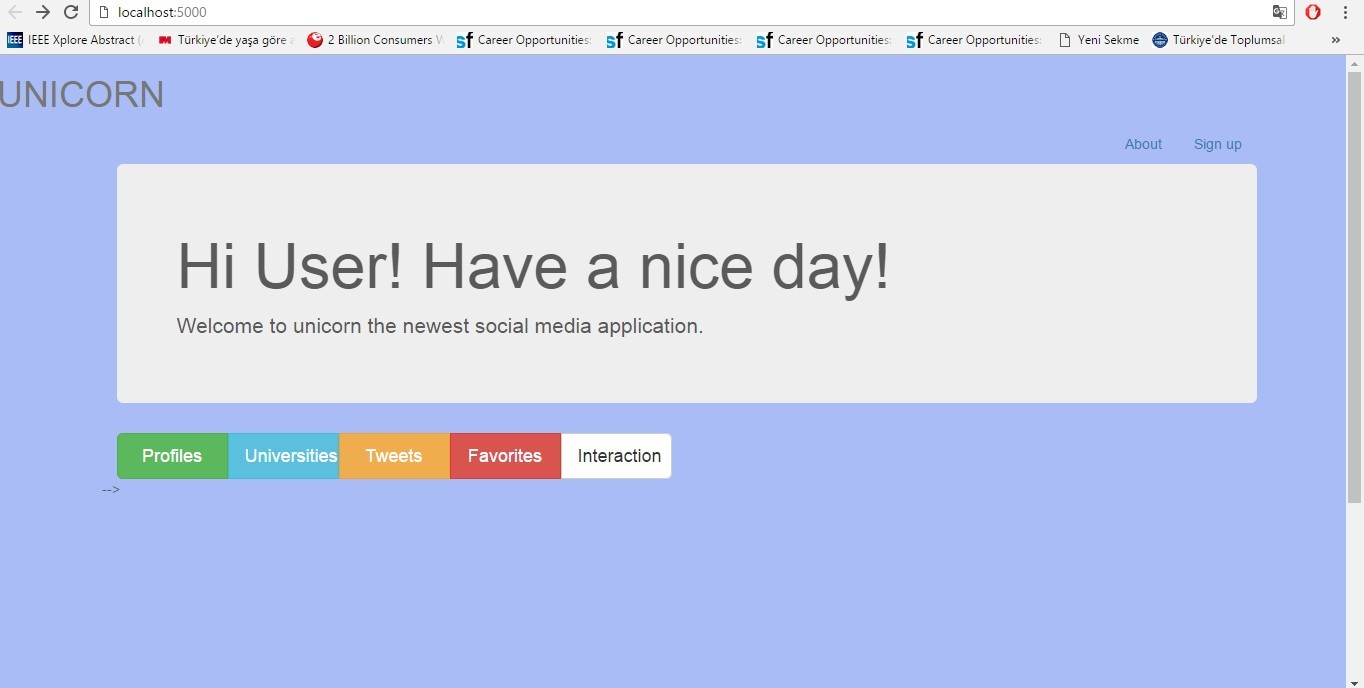 localhost:5000
IEEE Xplore Abstract
Türkiye'de yaşa göre
2 Billion Consumers
Career Opportunities:
Career Opportunities:
Career Opportunities:
Career Opportunities:
Yeni Sekme
Türkiye'de Toplumsal
»
UNICORN
About Sign up
Hi User! Have a nice day!
Welcome to unicorn the newest social media application.
Profiles Universities Tweets Favorites Interaction
-->